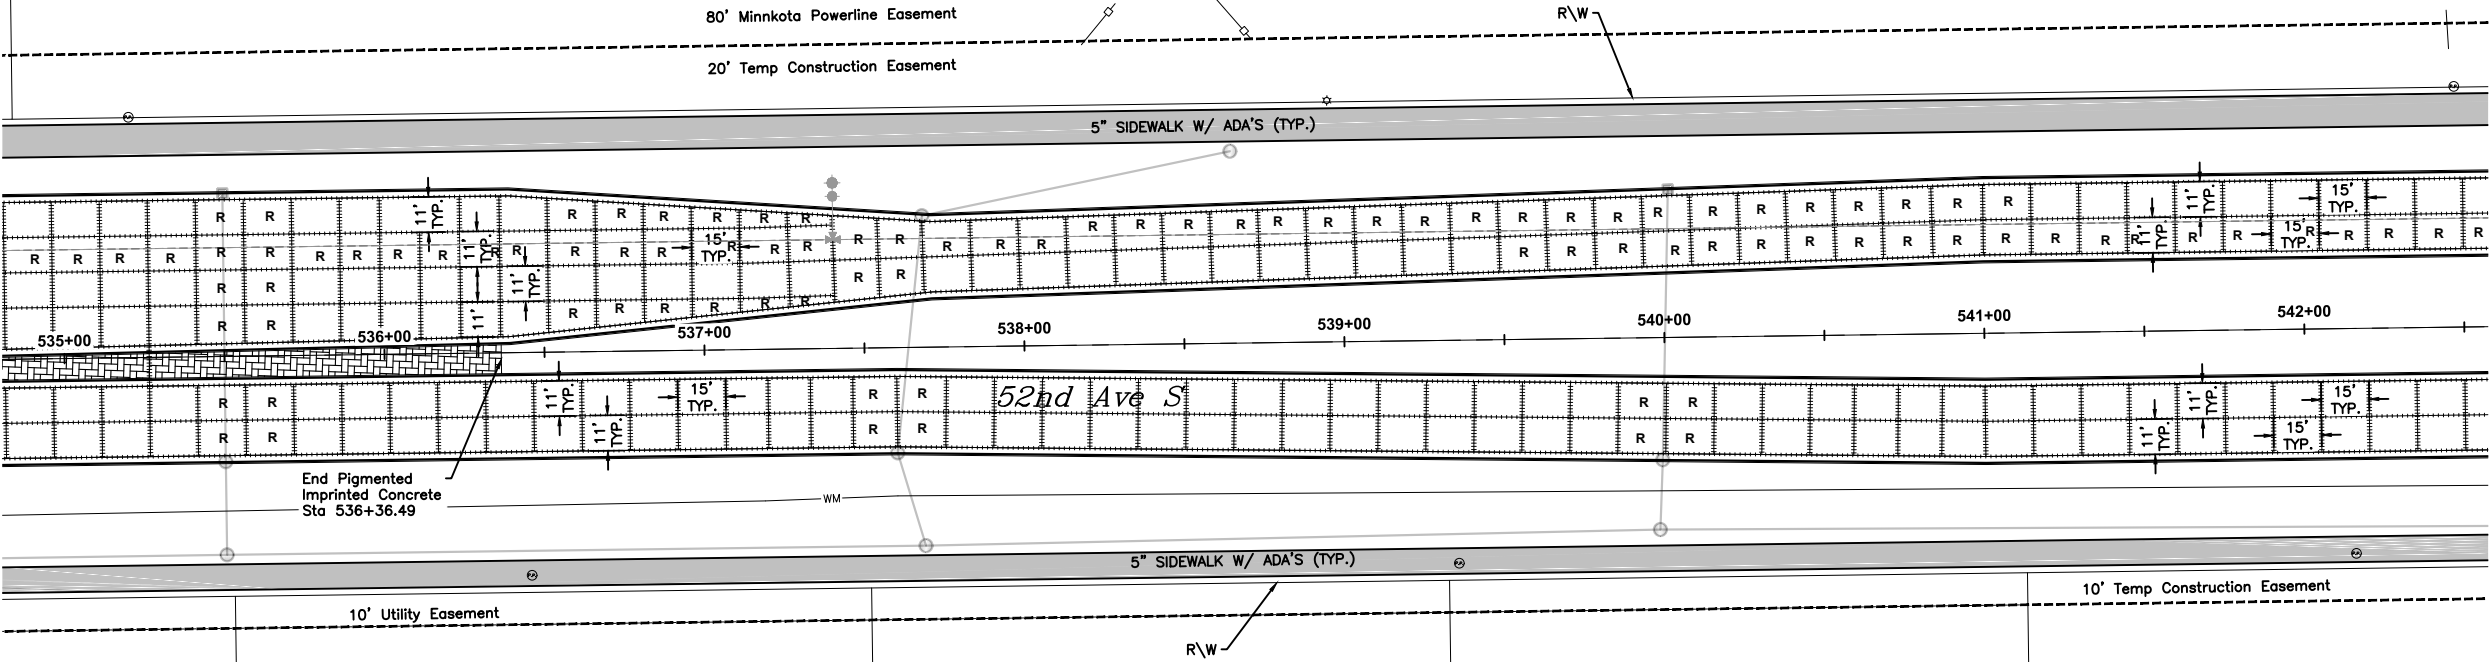 80' Minnkota Powerline Easement
R\W
20' Temp Construction Easement
5" SIDEWALK W/ ADA'S (TYP.)
11' TYP.
15' TYP.
11' TYP.
R R R R R R R R R R R R R R R R R R R R R R R R R R R
11' TYP.
15' TYP.
11' TYP.
15' TYP.
R R R R R R R R R R R R R R R R R R R R R R R R R R R R R R R R R R R R R R R R R R
11' TYP.
R R R R
R R R R R R R R
11'
535+00 536+00 537+00 538+00 539+00 540+00 541+00 542+00
11' TYP.
15' TYP.
52nd Ave S
11' TYP.
15' TYP.
R R R R R R
11' TYP.
11' TYP.
15' TYP.
R R R R R R
End Pigmented
Imprinted Concrete
Sta 536+36.49
WM
5" SIDEWALK W/ ADA'S (TYP.)
10' Utility Easement
10' Temp Construction Easement
R\W